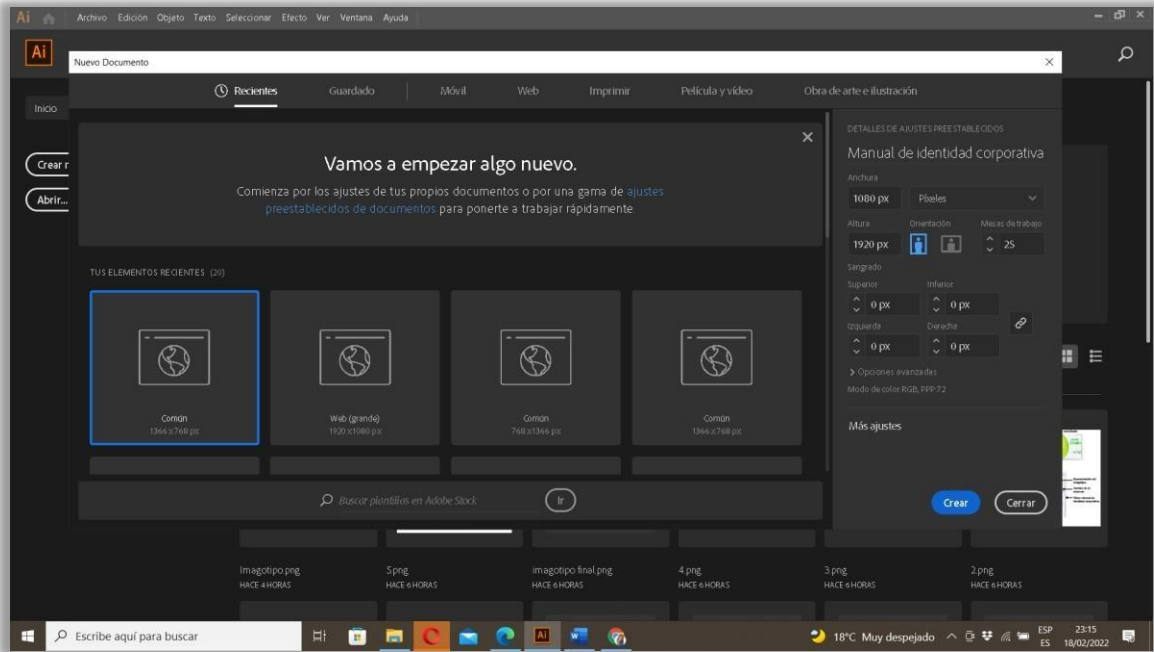 Ai Archivo Edición Objeto Texto Seleccionar Efecto Ver Ventana Ayuda
Ai
Nuevo Documento
Recientes Guardado Móvil Web Imprimir Película y vídeo Obra de arte e ilustración
Inicio
Crear
Abrir...
Vamos a empezar algo nuevo.
Comienza por los ajustes de tus propios documentos o por una gama de ajustes
preestablecidos de documentos para ponerte a trabajar rápidamente.
TUS ELEMENTOS RECIENTES (20)
Común Web (grande) Común Común
1366 x 768 px 1920 x 1080 px 768 x 1366 px 1366 x 768 px
Buscar plantillas en Adobe Stock Ir
DETALLES DE AJUSTES PREESTABLECIDOS
Manual de identidad corporativa
Anchura
1080 px Píxeles
Altura Orientación Mesas de trabajo
1920 px 25
Sangrado
Superior Inferior
0 px 0 px
Izquierda Derecha
0 px 0 px
Opciones avanzadas
Modo de color RGB, PPP:72
Más ajustes
Crear Cerrar
Imagotipo.png 5.png imagotipo final.png 4.png 3.png 2.png
HACE 4 HORAS HACE 6 HORAS HACE 6 HORAS HACE 6 HORAS HACE 6 HORAS HACE 6 HORAS
Escribe aquí para buscar Ai 18°C Muy despejado ESP 23:15
ES 18/02/2022